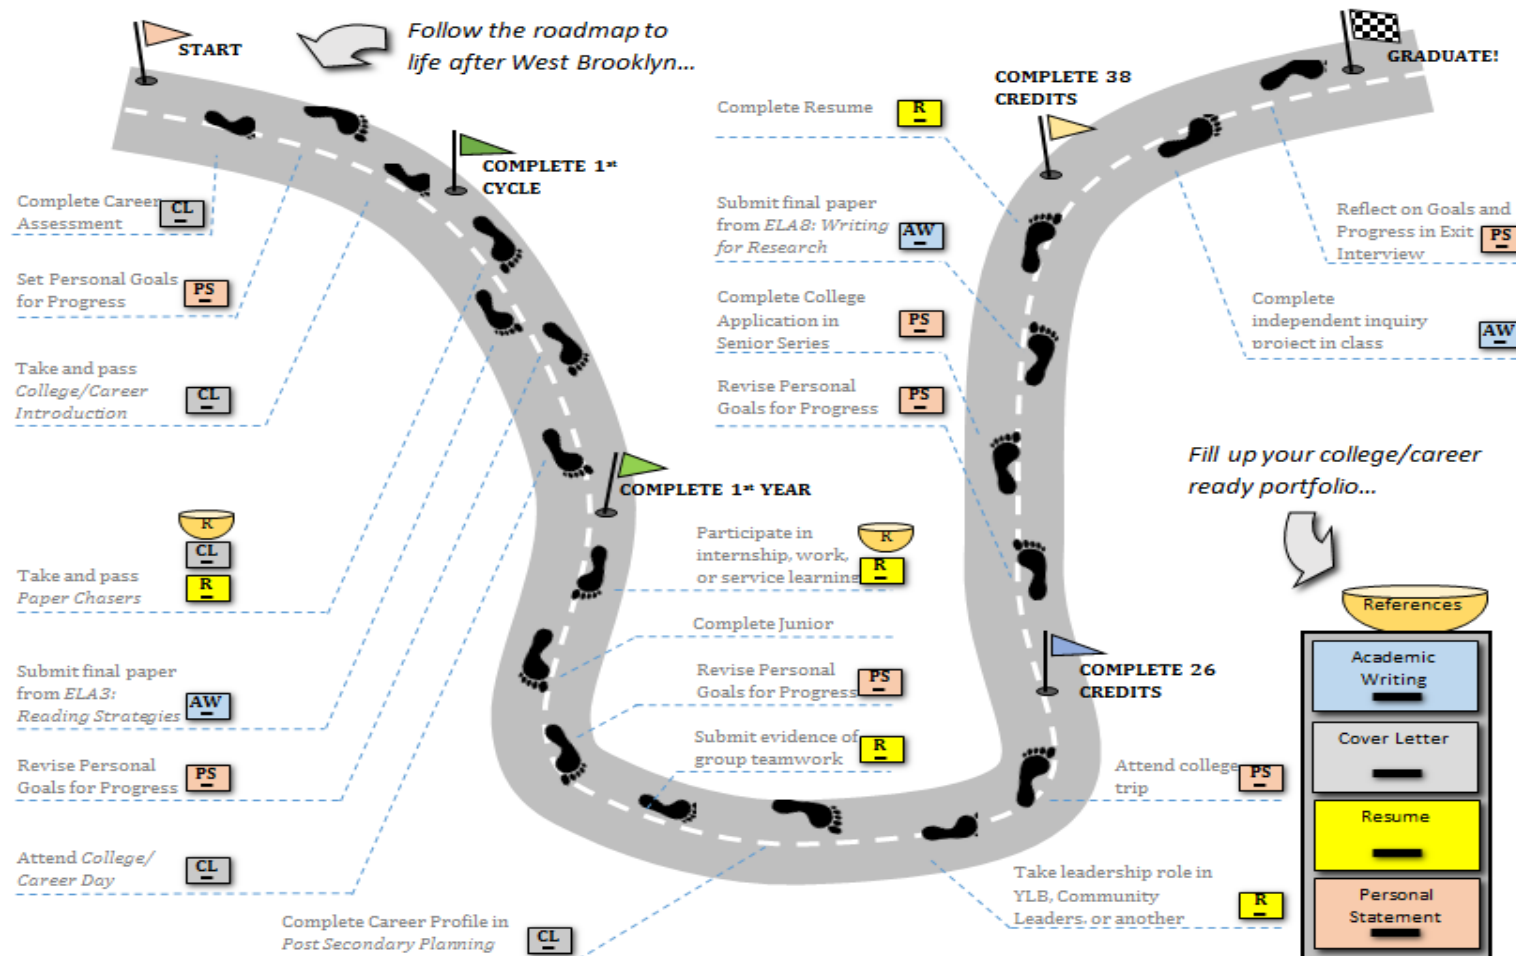 START
Follow the roadmap to
life after West Brooklyn...
COMPLETE 1st
CYCLE
Complete Career
Assessment
CL
Set Personal Goals
for Progress
PS
Take and pass
College/Career
Introduction
CL
R
CL
Take and pass
Paper Chasers
R
Submit final paper
from ELA3:
Reading Strategies
AW
Revise Personal
Goals for Progress
PS
Attend College/
Career Day
CL
Complete Career Profile in
Post Secondary Planning
CL
COMPLETE 1st YEAR
Participate in
internship, work,
or service learning
R
R
Complete Junior
Revise Personal
Goals for Progress
PS
Submit evidence of
group teamwork
R
Take leadership role in
YLB, Community
Leaders, or another
R
Attend college
trip
PS
COMPLETE 26
CREDITS
Complete Resume
R
Submit final paper
from ELA8: Writing
for Research
AW
Complete College
Application in
Senior Series
PS
Revise Personal
Goals for Progress
PS
COMPLETE 38
CREDITS
GRADUATE!
Reflect on Goals and
Progress in Exit
Interview
PS
Complete
independent inquiry
project in class
AW
Fill up your college/career
ready portfolio...
References
Academic
Writing
Cover Letter
Resume
Personal
Statement